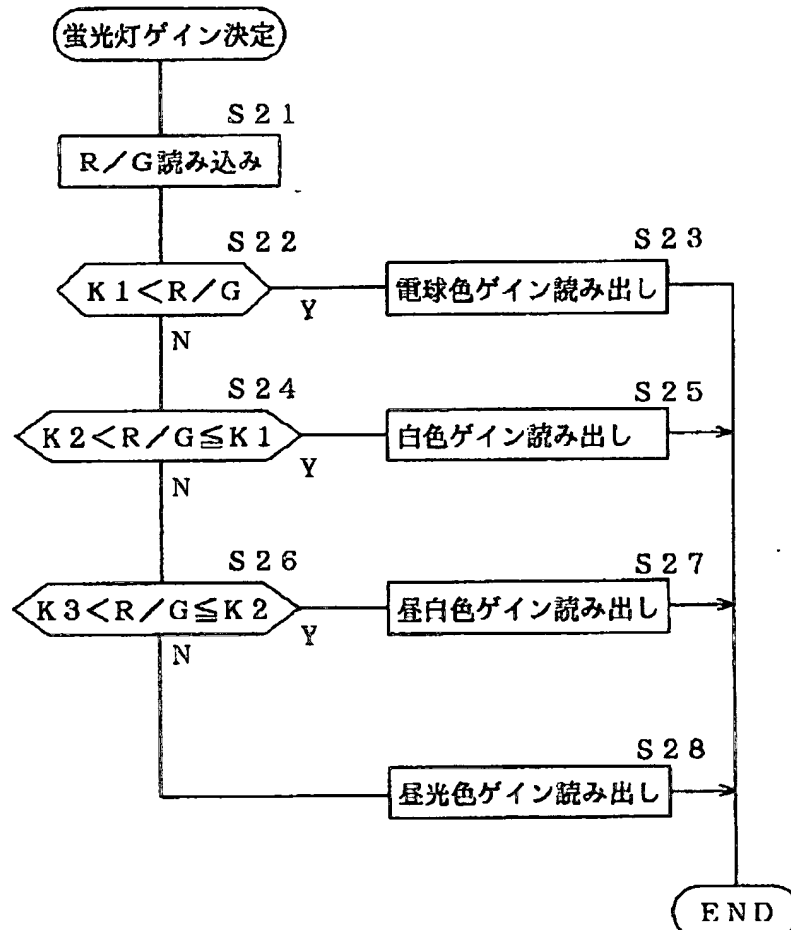 蛍光灯ゲイン決定
S21
R/G読み込み
S22
K1<R/G
Y
N
S23
電球色ゲイン読み出し
S24
K2<R/G≦K1
Y
N
S25
白色ゲイン読み出し
S26
K3<R/G≦K2
Y
N
S27
昼白色ゲイン読み出し
S28
昼光色ゲイン読み出し
END